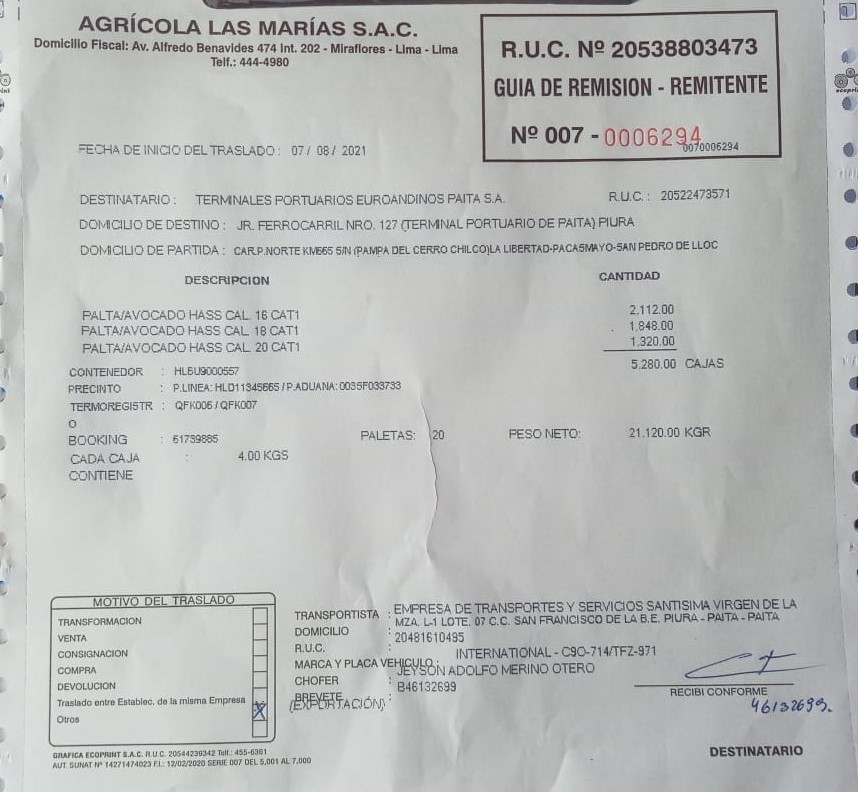 AGRÍCOLA LAS MARÍAS S.A.C.
Domicilio Fiscal: Av. Alfredo Benavides 474 Int. 202 - Miraflores - Lima - Lima
Telf.: 444-4980
R.U.C. Nº 20538803473
GUIA DE REMISION - REMITENTE
Nº 007 - 0006294
0070006294
FECHA DE INICIO DEL TRASLADO : 07/ 08/ 2021
DESTINATARIO : TERMINALES PORTUARIOS EUROANDINOS PAITA S.A. R.U.C. : 20522473571
DOMICILIO DE DESTINO : JR. FERROCARRIL NRO. 127 (TERMINAL PORTUARIO DE PAITA) PIURA
DOMICILIO DE PARTIDA : CAR.P.NORTE KM665 S/N (PAMPA DEL CERRO CHILCO)LA LIBERTAD-PACASMAYO-SAN PEDRO DE LLOC
DESCRIPCION CANTIDAD
PALTA/AVOCADO HASS CAL. 16 CAT1 2,112.00
PALTA/AVOCADO HASS CAL. 18 CAT1 1,848.00
PALTA/AVOCADO HASS CAL. 20 CAT1 1,320.00
5,280.00 CAJAS
CONTENEDOR : HLBU9000557
PRECINTO : P.LINEA: HLD11345665 / P.ADUANA: 0035F033733
TERMOREGISTR : QFK006 / QFK007
O
BOOKING : 61739885 PALETAS: 20 PESO NETO: 21,120.00 KGR
CADA CAJA : 4.00 KGS
CONTIENE
MOTIVO DEL TRASLADO
TRANSFORMACION
VENTA
CONSIGNACION
COMPRA
DEVOLUCION
Traslado entre Establec. de la misma Empresa
Otros X
TRANSPORTISTA : EMPRESA DE TRANSPORTES Y SERVICIOS SANTISIMA VIRGEN DE LA
DOMICILIO : MZA. L-1 LOTE. 07 C.C. SAN FRANCISCO DE LA B.E. PIURA - PAITA - PAITA
R.U.C. : 20481610495
MARCA Y PLACA VEHICULO : INTERNATIONAL - C9O-714/TFZ-971
CHOFER : JEYSON ADOLFO MERINO OTERO
BREVETE : B46132699
(EXPORTACIÓN)
RECIBI CONFORME
46132699.
DESTINATARIO
GRAFICA ECOPRINT S.A.C. R.U.C. 20544239342 Telf.: 455-6361
AUT. SUNAT Nº 14271474023 F.I.: 12/02/2020 SERIE 007 DEL 5,001 AL 7,000